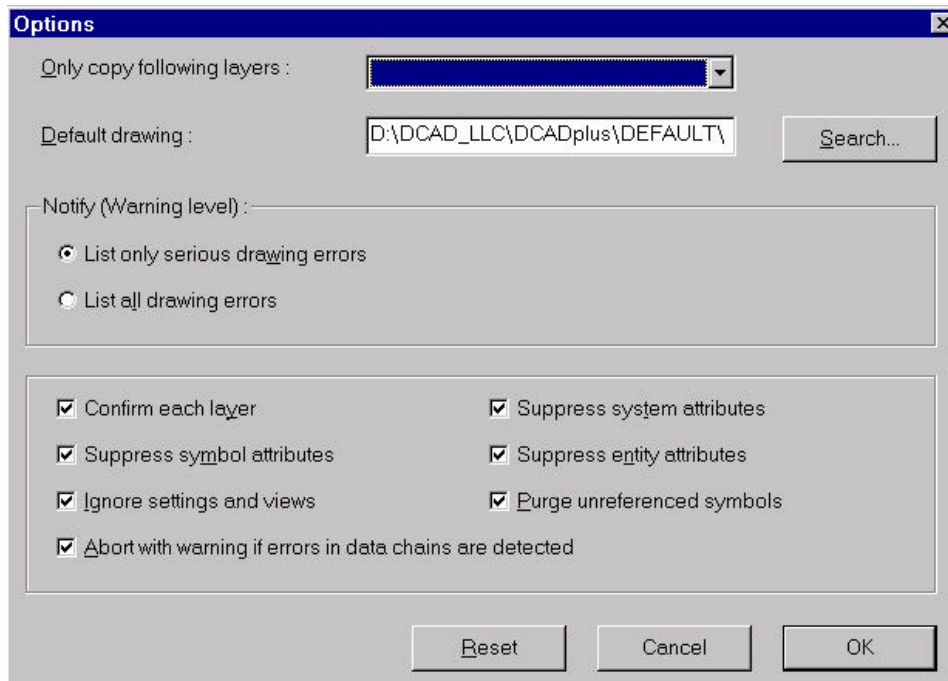 Options
Only copy following layers :
Default drawing :
D:\DCAD_LLC\DCADplus\DEFAULT\
Search...
Notify (Warning level) :
List only serious drawing errors
List all drawing errors
Confirm each layer
Suppress system attributes
Suppress symbol attributes
Suppress entity attributes
Ignore settings and views
Purge unreferenced symbols
Abort with warning if errors in data chains are detected
Reset
Cancel
OK